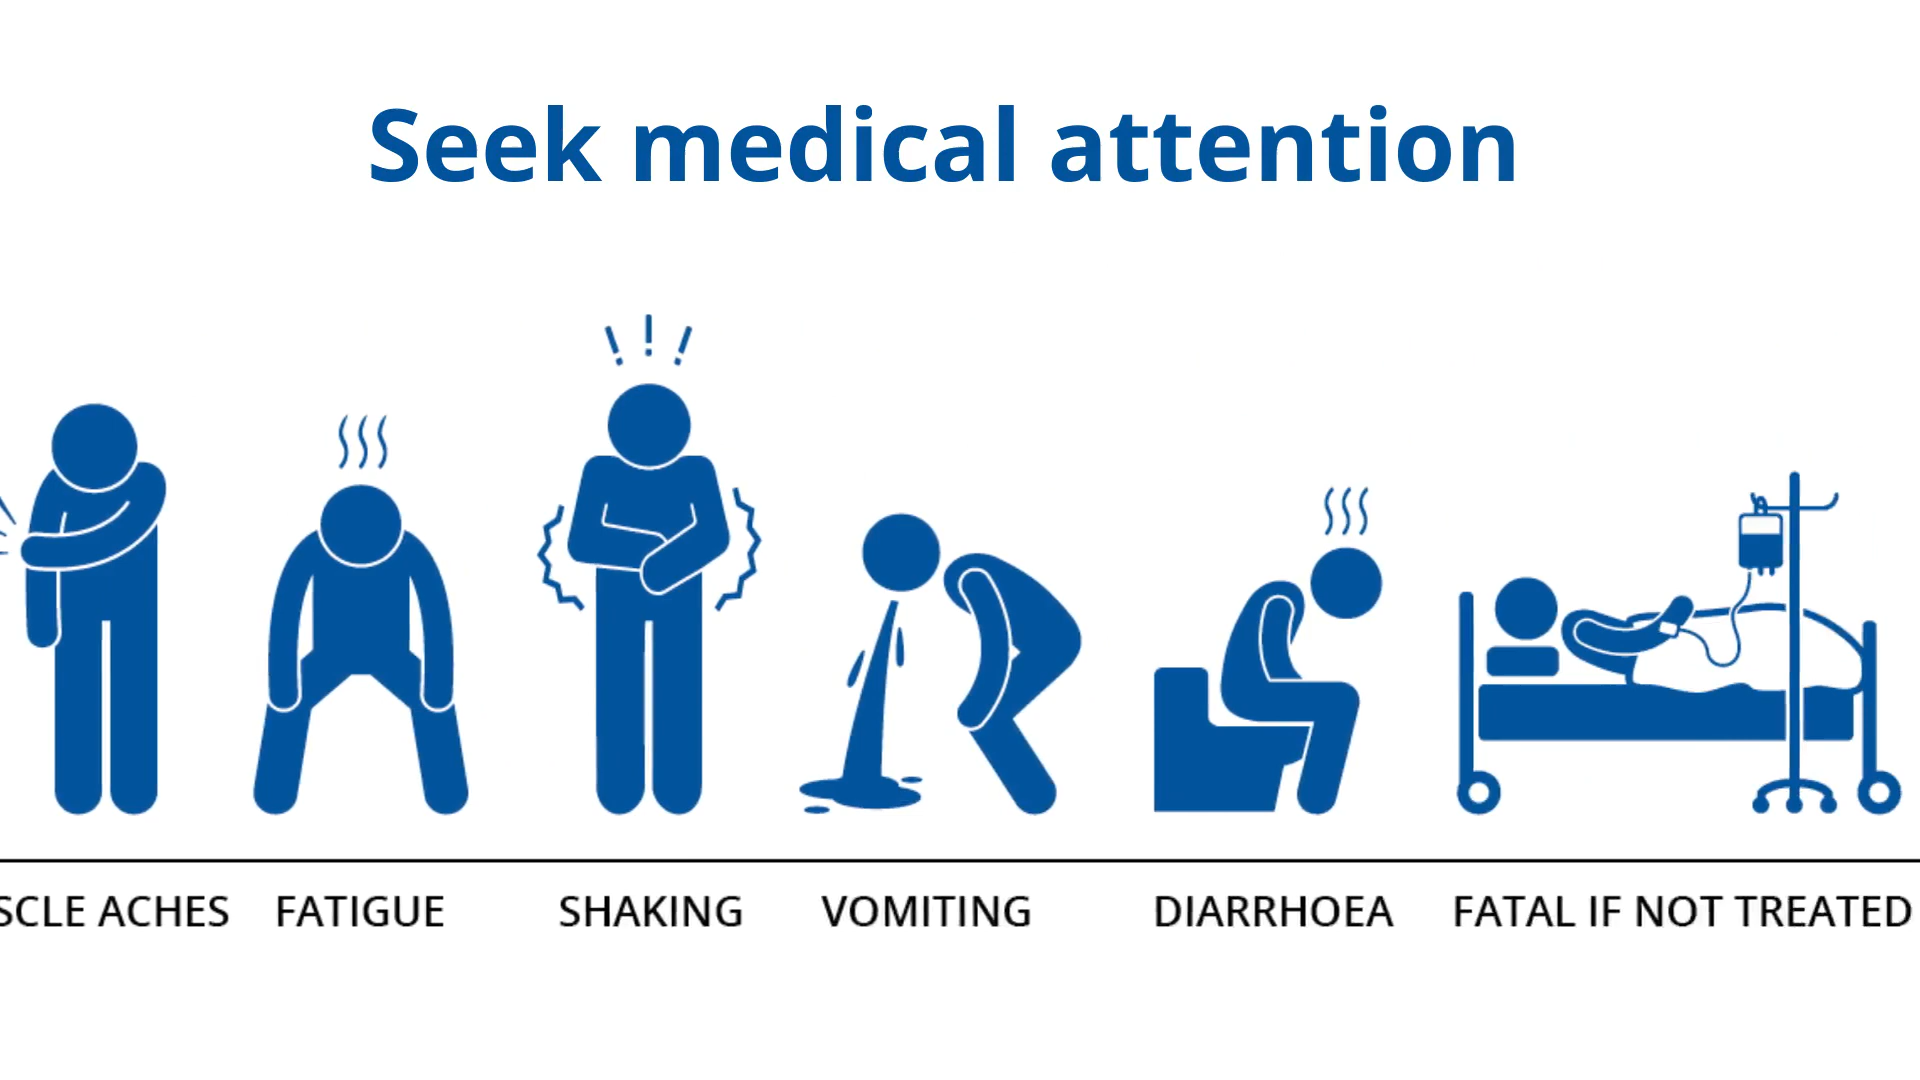 Seek medical attention
SCLE ACHES FATIGUE SHAKING VOMITING DIARRHOEA FATAL IF NOT TREATED